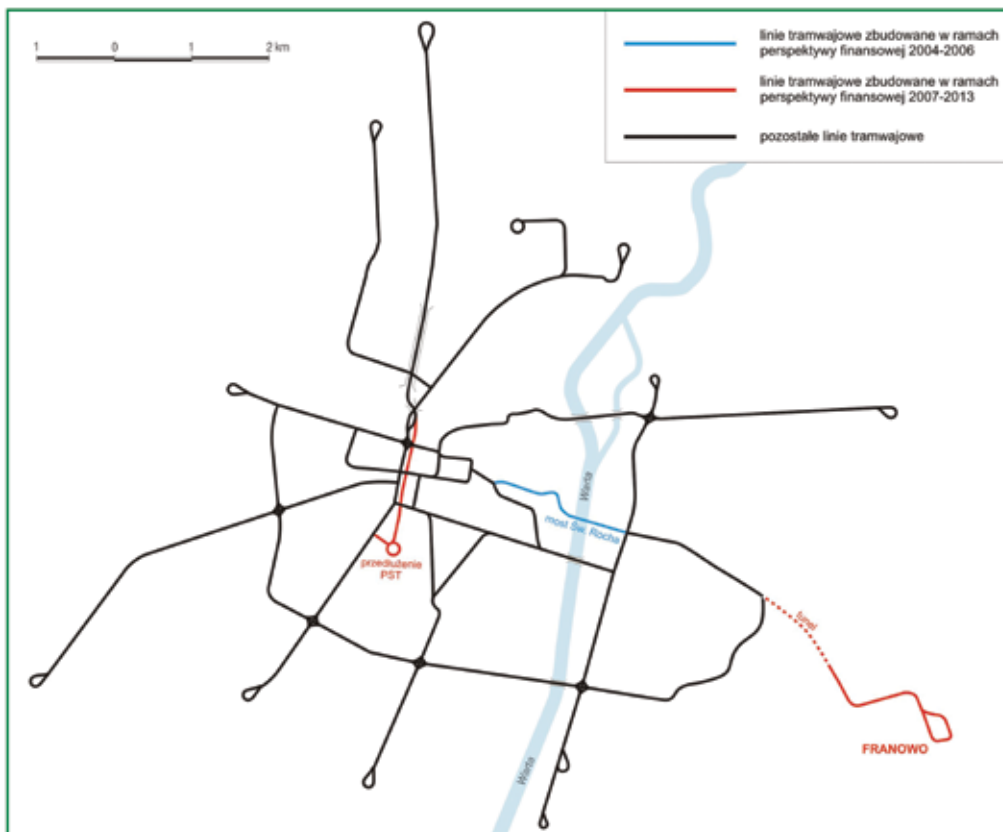 1 0 1 2 km
linie tramwajowe zbudowane w ramach
perspektywy finansowej 2004-2006
linie tramwajowe zbudowane w ramach
perspektywy finansowej 2007-2013
pozostałe linie tramwajowe
Warta
most Św. Rocha
przedłużenie
PST
tunel
FRANOWO
Warta